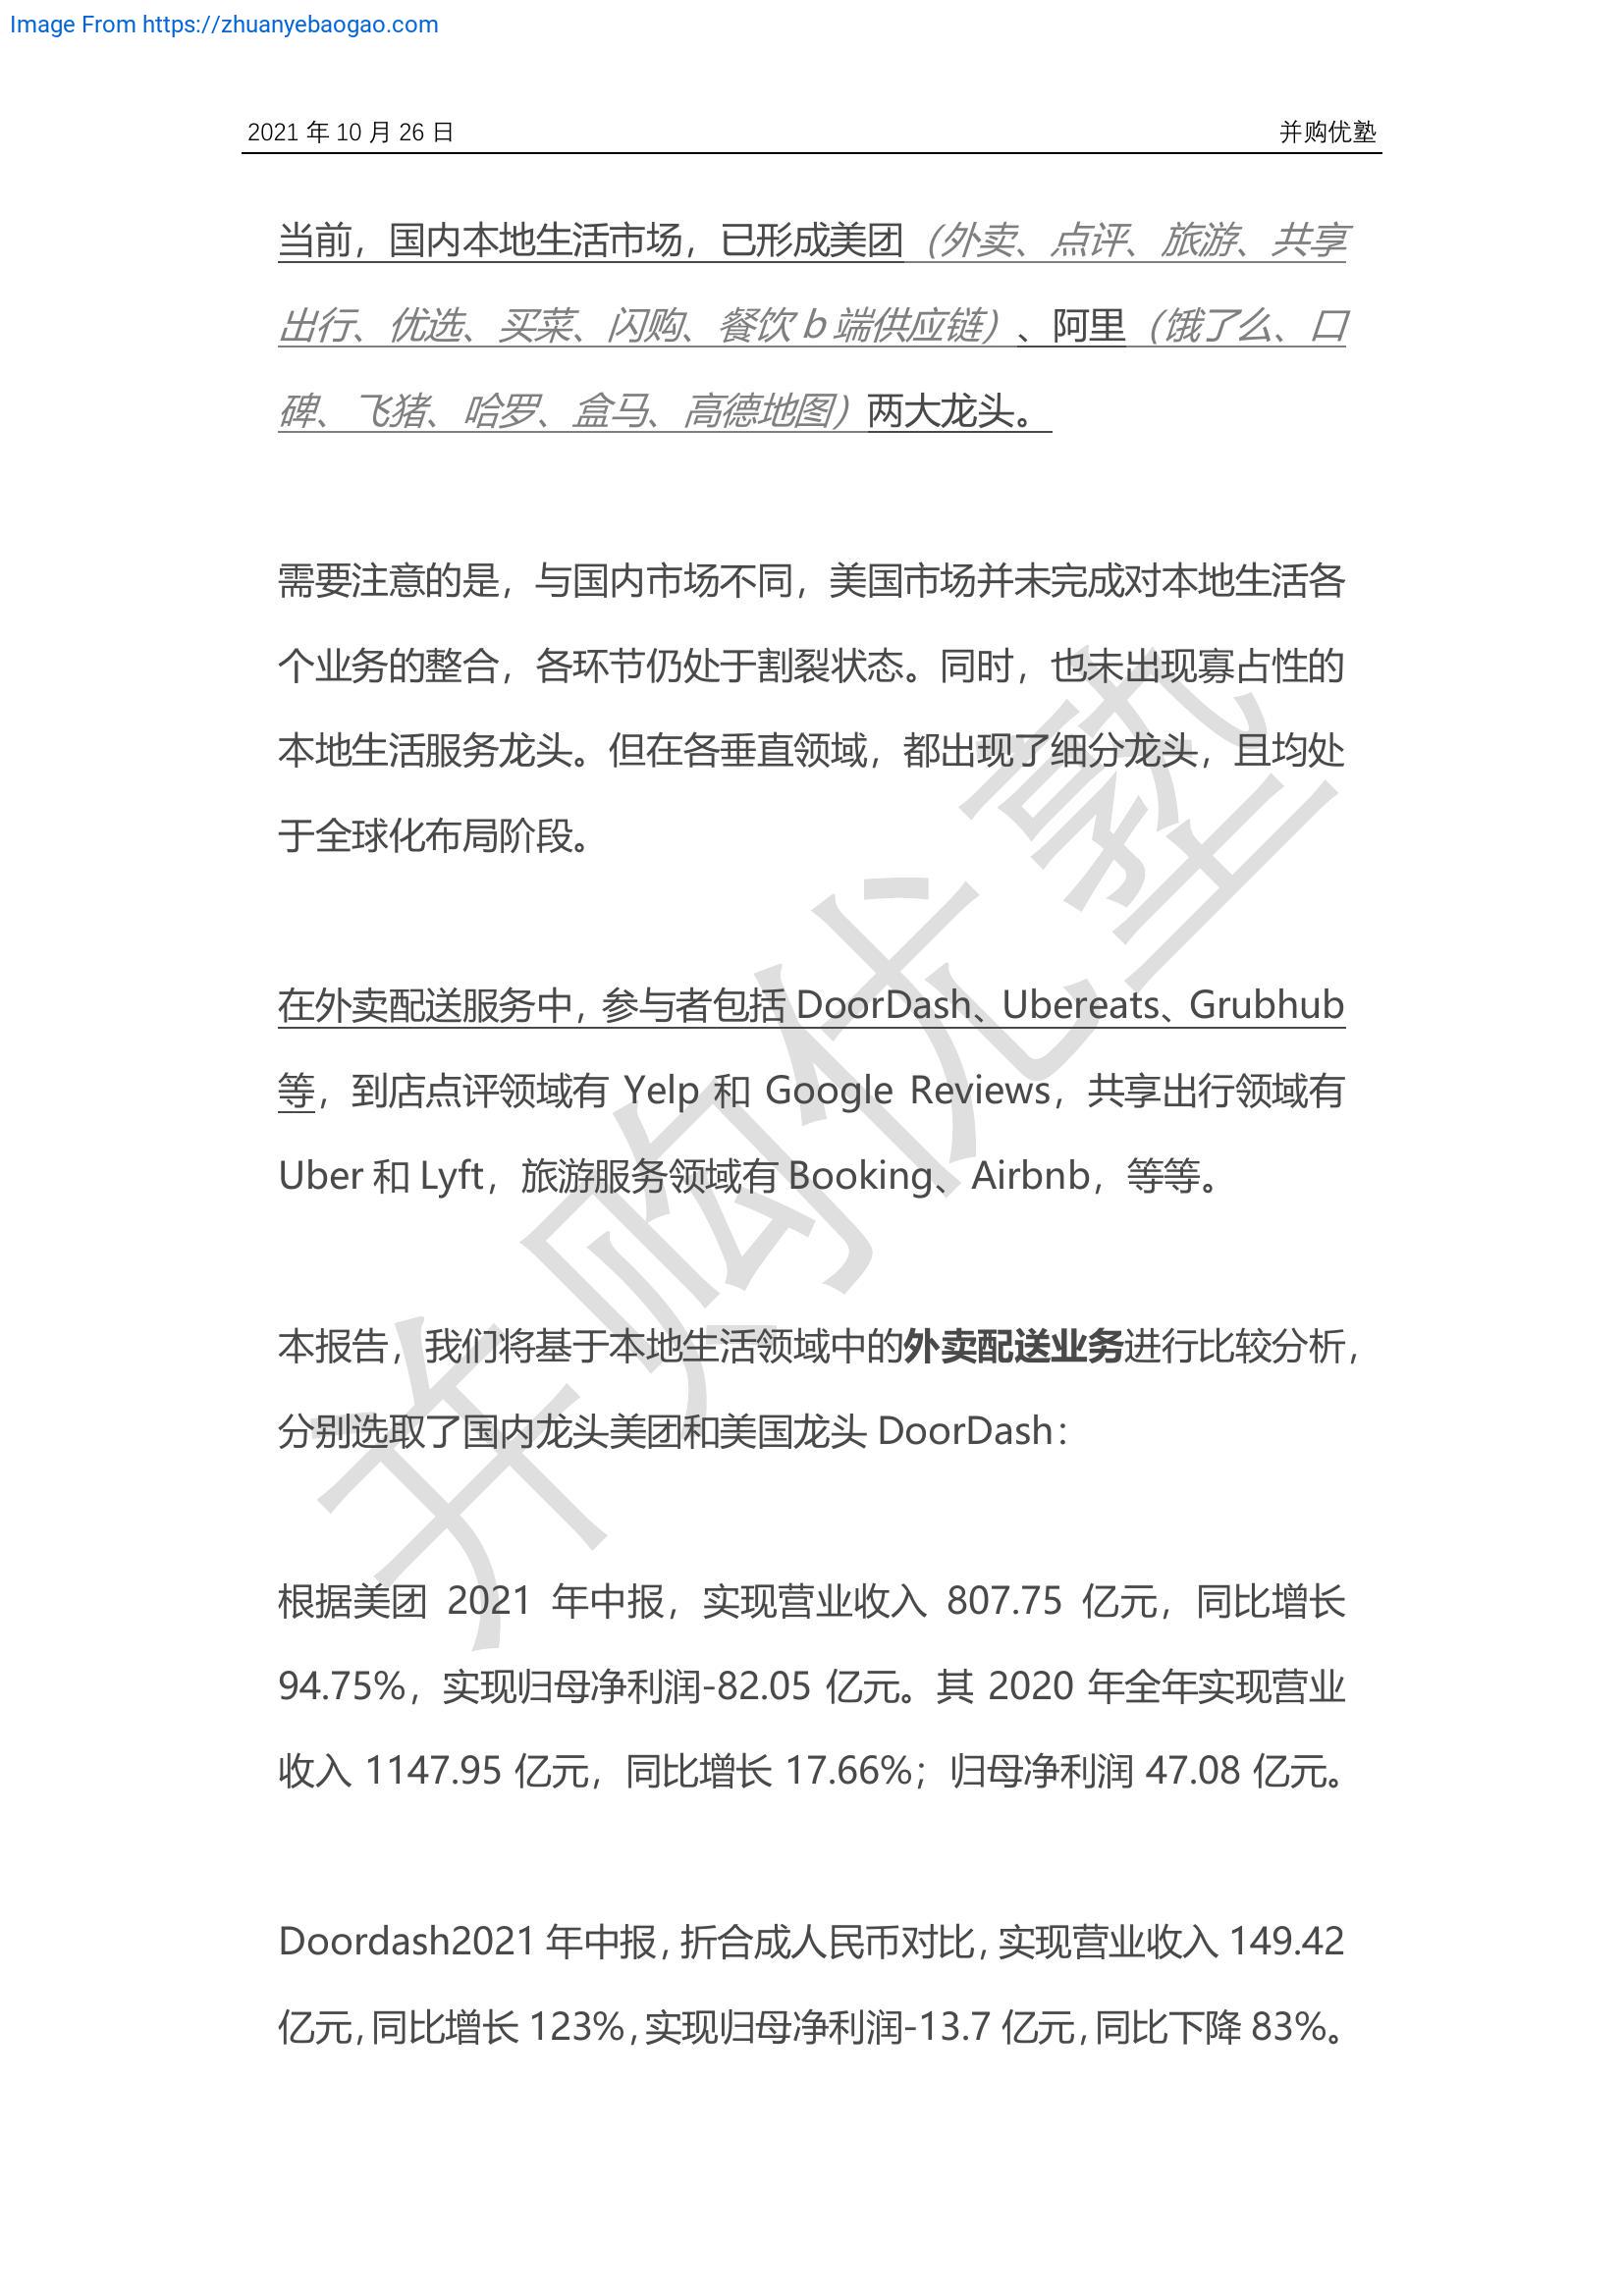 Image From https://zhuanyebaogao.com
2021 年 10 月 26 日 并购优塾
当前，国内本地生活市场，已形成美团（外卖、点评、旅游、共享
出行、优选、买菜、闪购、餐饮 b 端供应链）、阿里（饿了么、口
碑、飞猪、哈罗、盒马、高德地图）两大龙头。
需要注意的是，与国内市场不同，美国市场并未完成对本地生活各
个业务的整合，各环节仍处于割裂状态。同时，也未出现寡占性的
本地生活服务龙头。但在各垂直领域，都出现了细分龙头，且均处
于全球化布局阶段。
在外卖配送服务中，参与者包括 DoorDash、Ubereats、Grubhub
等，到店点评领域有 Yelp 和 Google Reviews，共享出行领域有
Uber 和 Lyft，旅游服务领域有 Booking、Airbnb，等等。
本报告，我们将基于本地生活领域中的外卖配送业务进行比较分析，
分别选取了国内龙头美团和美国龙头 DoorDash：
根据美团 2021 年中报，实现营业收入 807.75 亿元，同比增长
94.75%，实现归母净利润-82.05 亿元。其 2020 年全年实现营业
收入 1147.95 亿元，同比增长 17.66%；归母净利润 47.08 亿元。
Doordash2021 年中报，折合成人民币对比，实现营业收入 149.42
亿元，同比增长 123%，实现归母净利润-13.7 亿元，同比下降 83%。
并购优塾